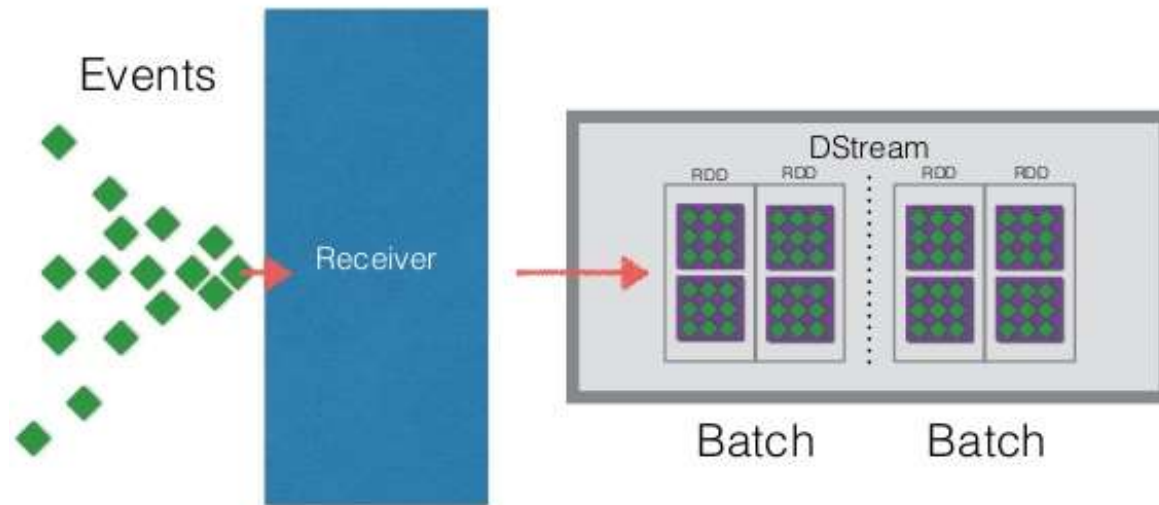 Events
Receiver
DStream
RDD
RDD
RDD
RDD
Batch
Batch